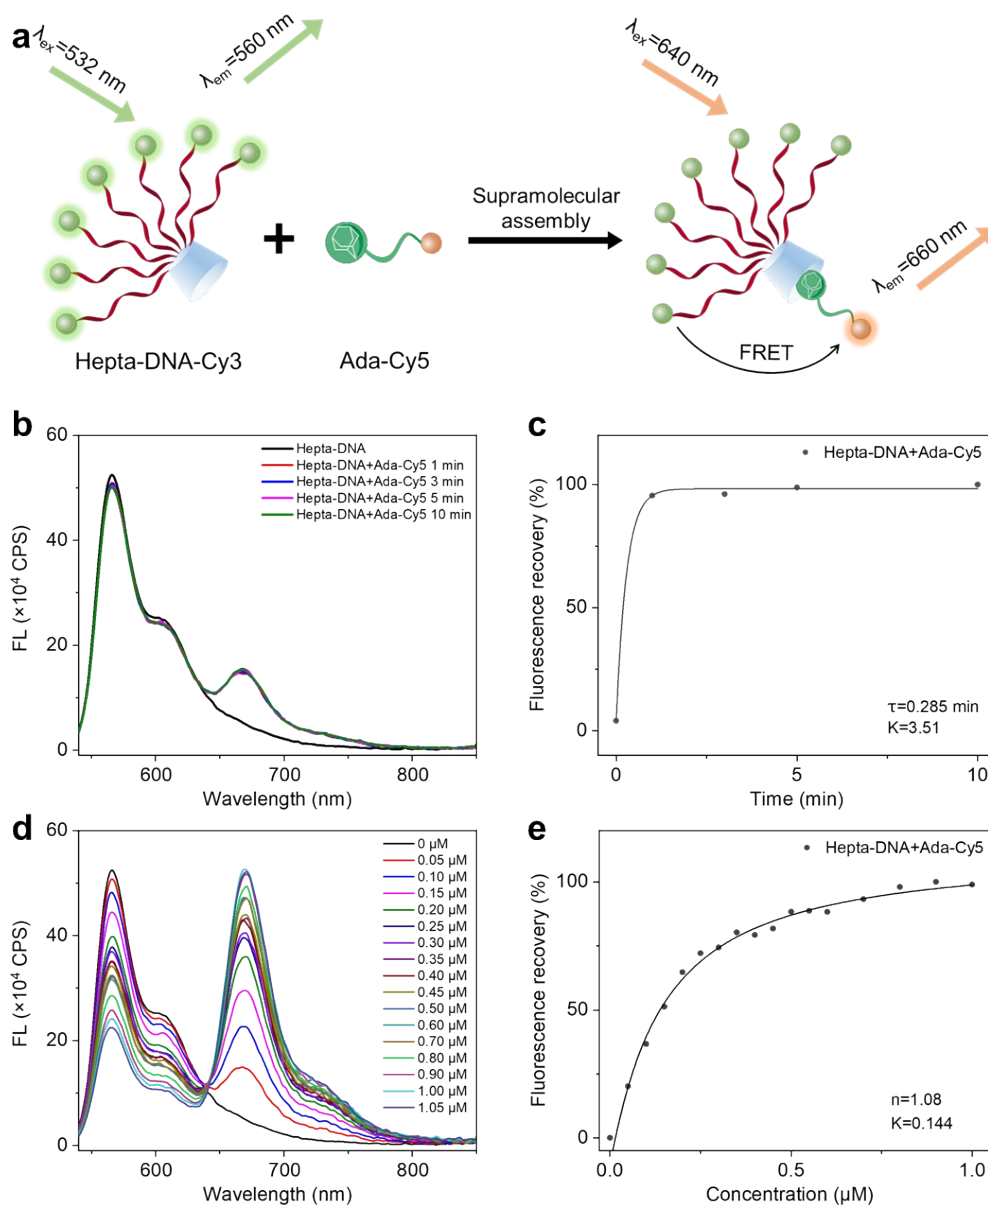 a
λex=532 nm
λem=560 nm
λex=640 nm
Supramolecular
assembly
λem=660 nm
FRET
Hepta-DNA-Cy3
Ada-Cy5
b
60
40
20
0
FL (×10⁴ CPS)
600
700
800
Wavelength (nm)
Hepta-DNA
Hepta-DNA+Ada-Cy5 1 min
Hepta-DNA+Ada-Cy5 3 min
Hepta-DNA+Ada-Cy5 5 min
Hepta-DNA+Ada-Cy5 10 min
c
Hepta-DNA+Ada-Cy5
100
50
0
Fluorescence recovery (%)
τ=0.285 min
K=3.51
0
5
10
Time (min)
d
60
40
20
0
FL (×10⁴ CPS)
600
700
800
Wavelength (nm)
0 µM
0.05 µM
0.10 µM
0.15 µM
0.20 µM
0.25 µM
0.30 µM
0.35 µM
0.40 µM
0.45 µM
0.50 µM
0.60 µM
0.70 µM
0.80 µM
0.90 µM
1.00 µM
1.05 µM
e
Hepta-DNA+Ada-Cy5
100
50
0
Fluorescence recovery (%)
n=1.08
K=0.144
0.0
0.5
1.0
Concentration (µM)